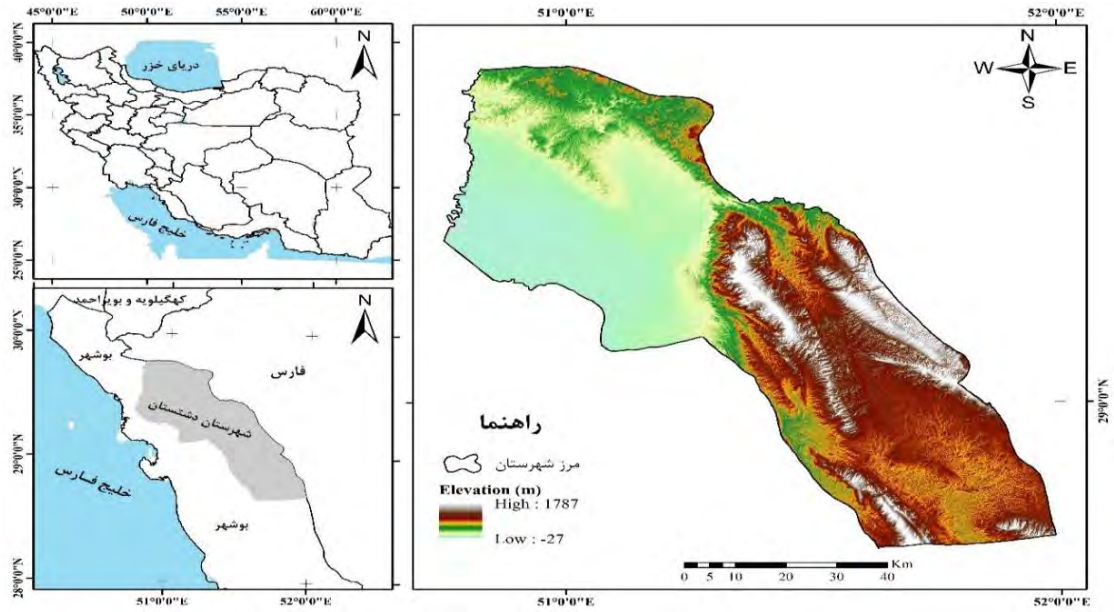 45°0'0"E 50°0'0"E 55°0'0"E 60°0'0"E
40°0'0"N
35°0'0"N
30°0'0"N
25°0'0"N
N
دریای خزر
خلیج فارس
N
کهگیلویه و بویراحمد
بوشهر
فارس
شهرستان دشتستان
خلیج فارس
بوشهر
30°0'0"N
29°0'0"N
28°0'0"N
51°0'0"E 52°0'0"E
51°0'0"E 52°0'0"E
N
W E
S
29°0'0"N
راهنما
مرز شهرستان
Elevation (m)
High : 1787
Low : -27
Km
0 5 10 20 30 40
51°0'0"E 52°0'0"E